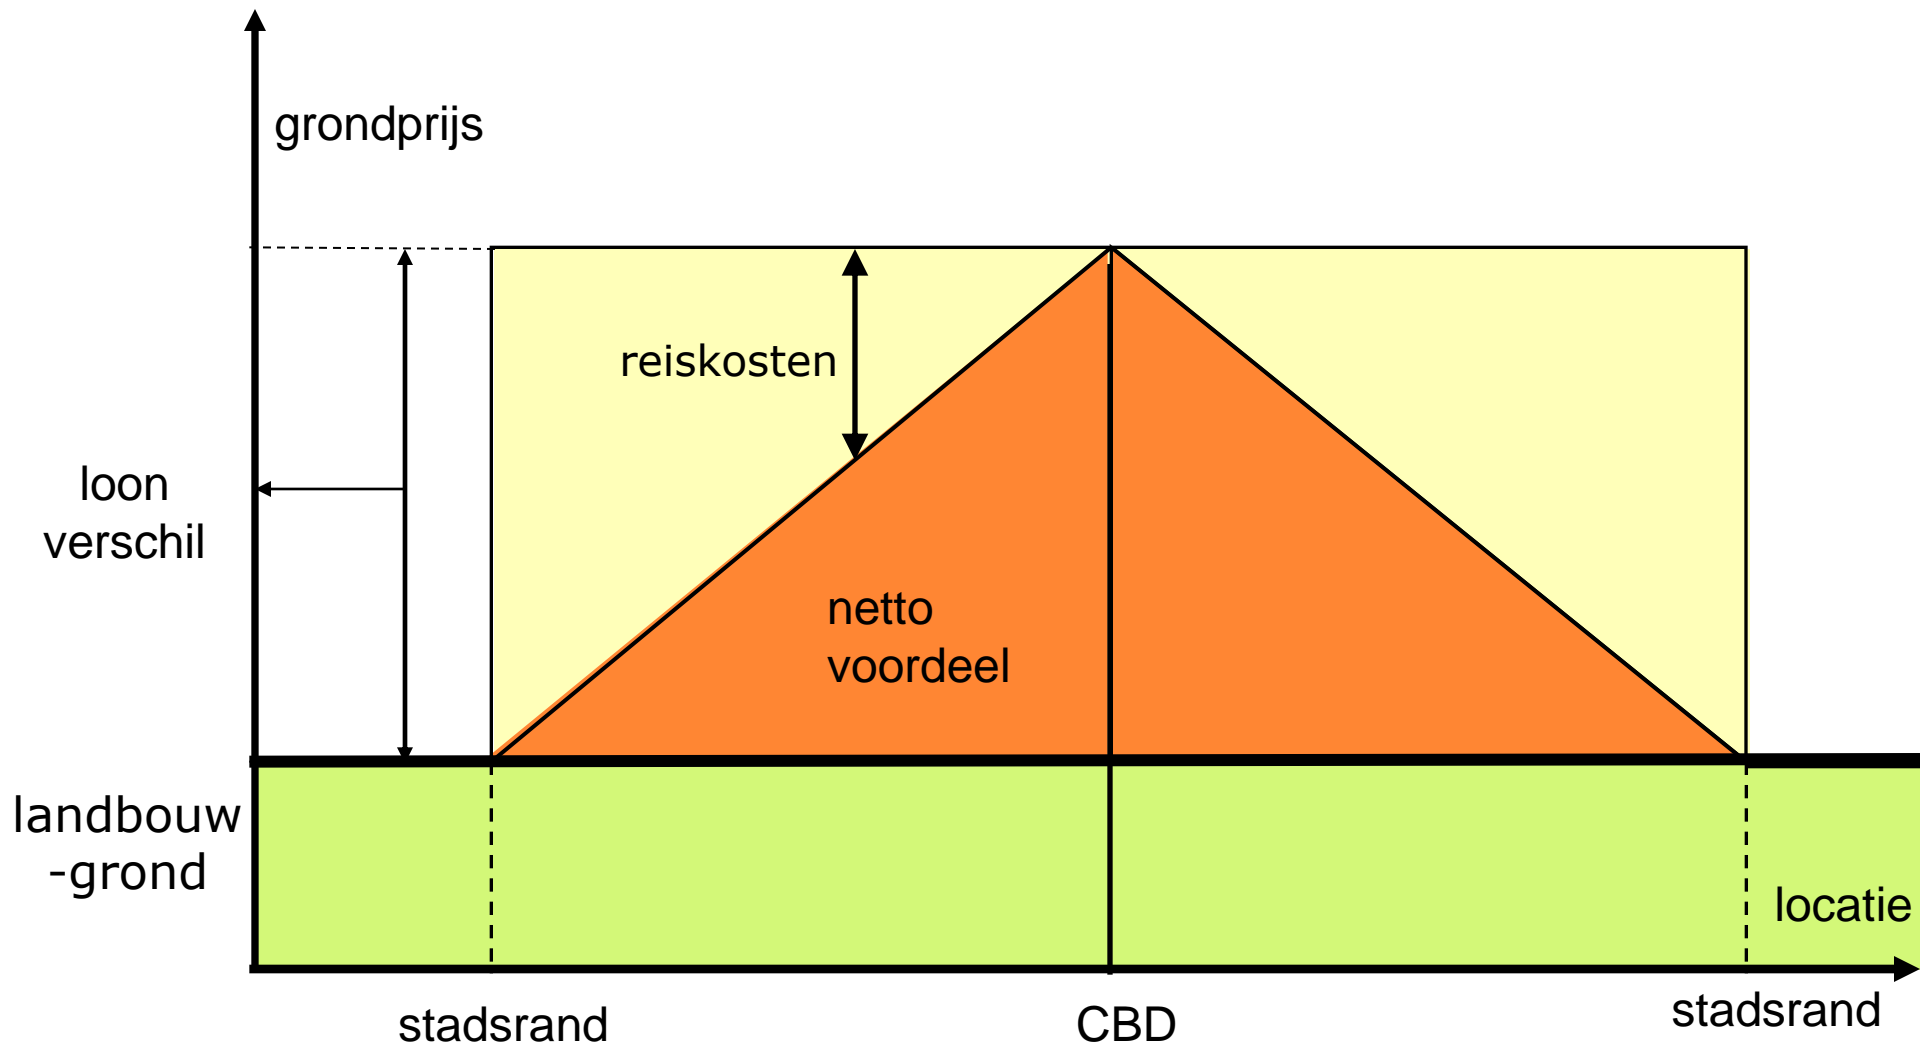 grondprijs
reiskosten
loon
verschil
netto
voordeel
landbouw
-grond
locatie
stadsrand
CBD
stadsrand